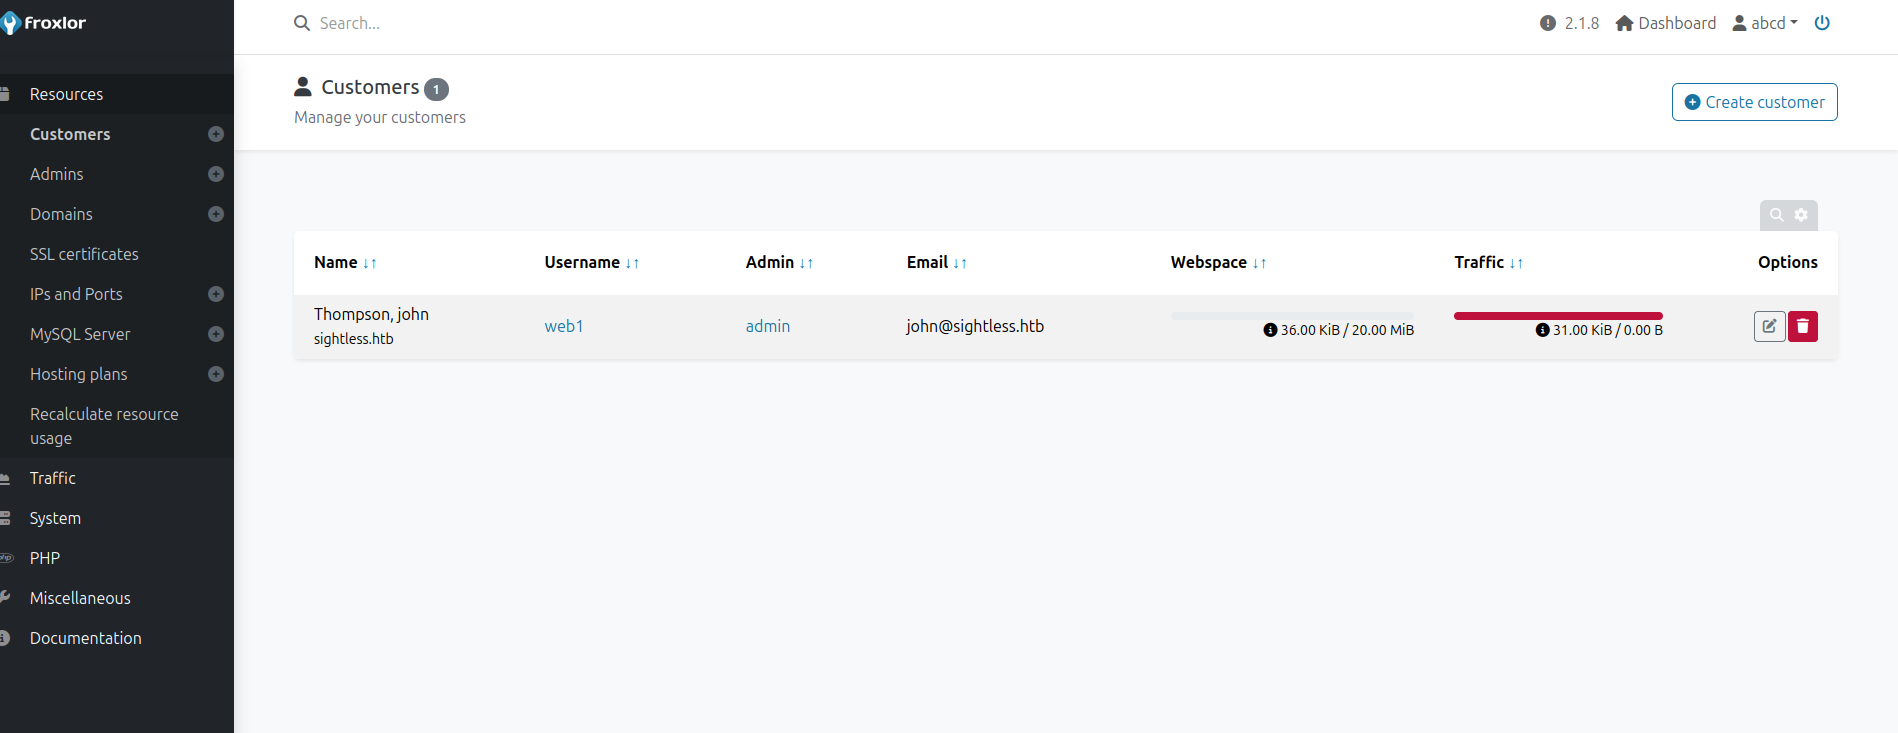 froxlor
Search...
2.1.8 Dashboard abcd
Customers 1
Manage your customers
Create customer
Resources
Customers
Admins
Domains
SSL certificates
IPs and Ports
MySQL Server
Hosting plans
Recalculate resource
usage
Traffic
System
php PHP
Miscellaneous
Documentation
Name ↓↑ Username ↓↑ Admin ↓↑ Email ↓↑ Webspace ↓↑ Traffic ↓↑ Options
Thompson, john
sightless.htb
web1 admin john@sightless.htb 36.00 KiB / 20.00 MiB 31.00 KiB / 0.00 B